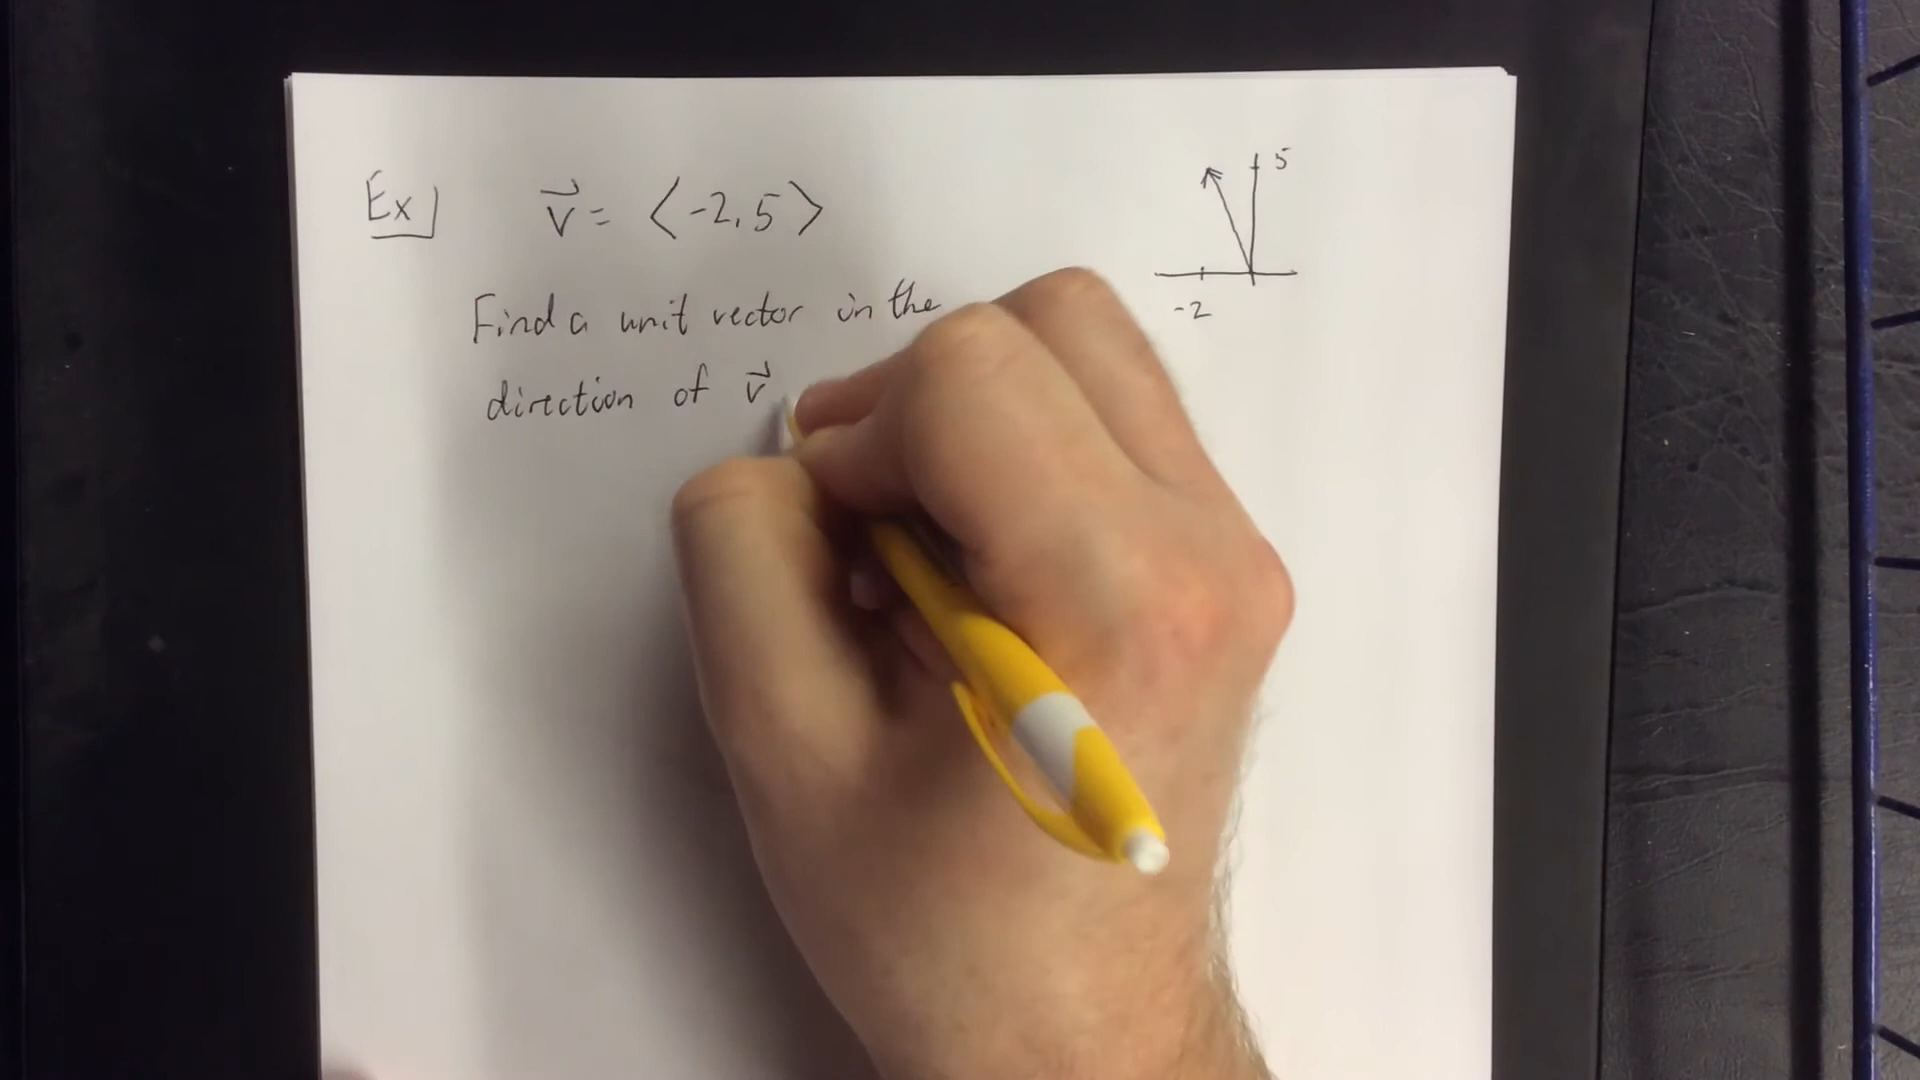 Ex] v⃗ = ⟨-2, 5⟩
5
-2
Find a unit vector in the
direction of v⃗